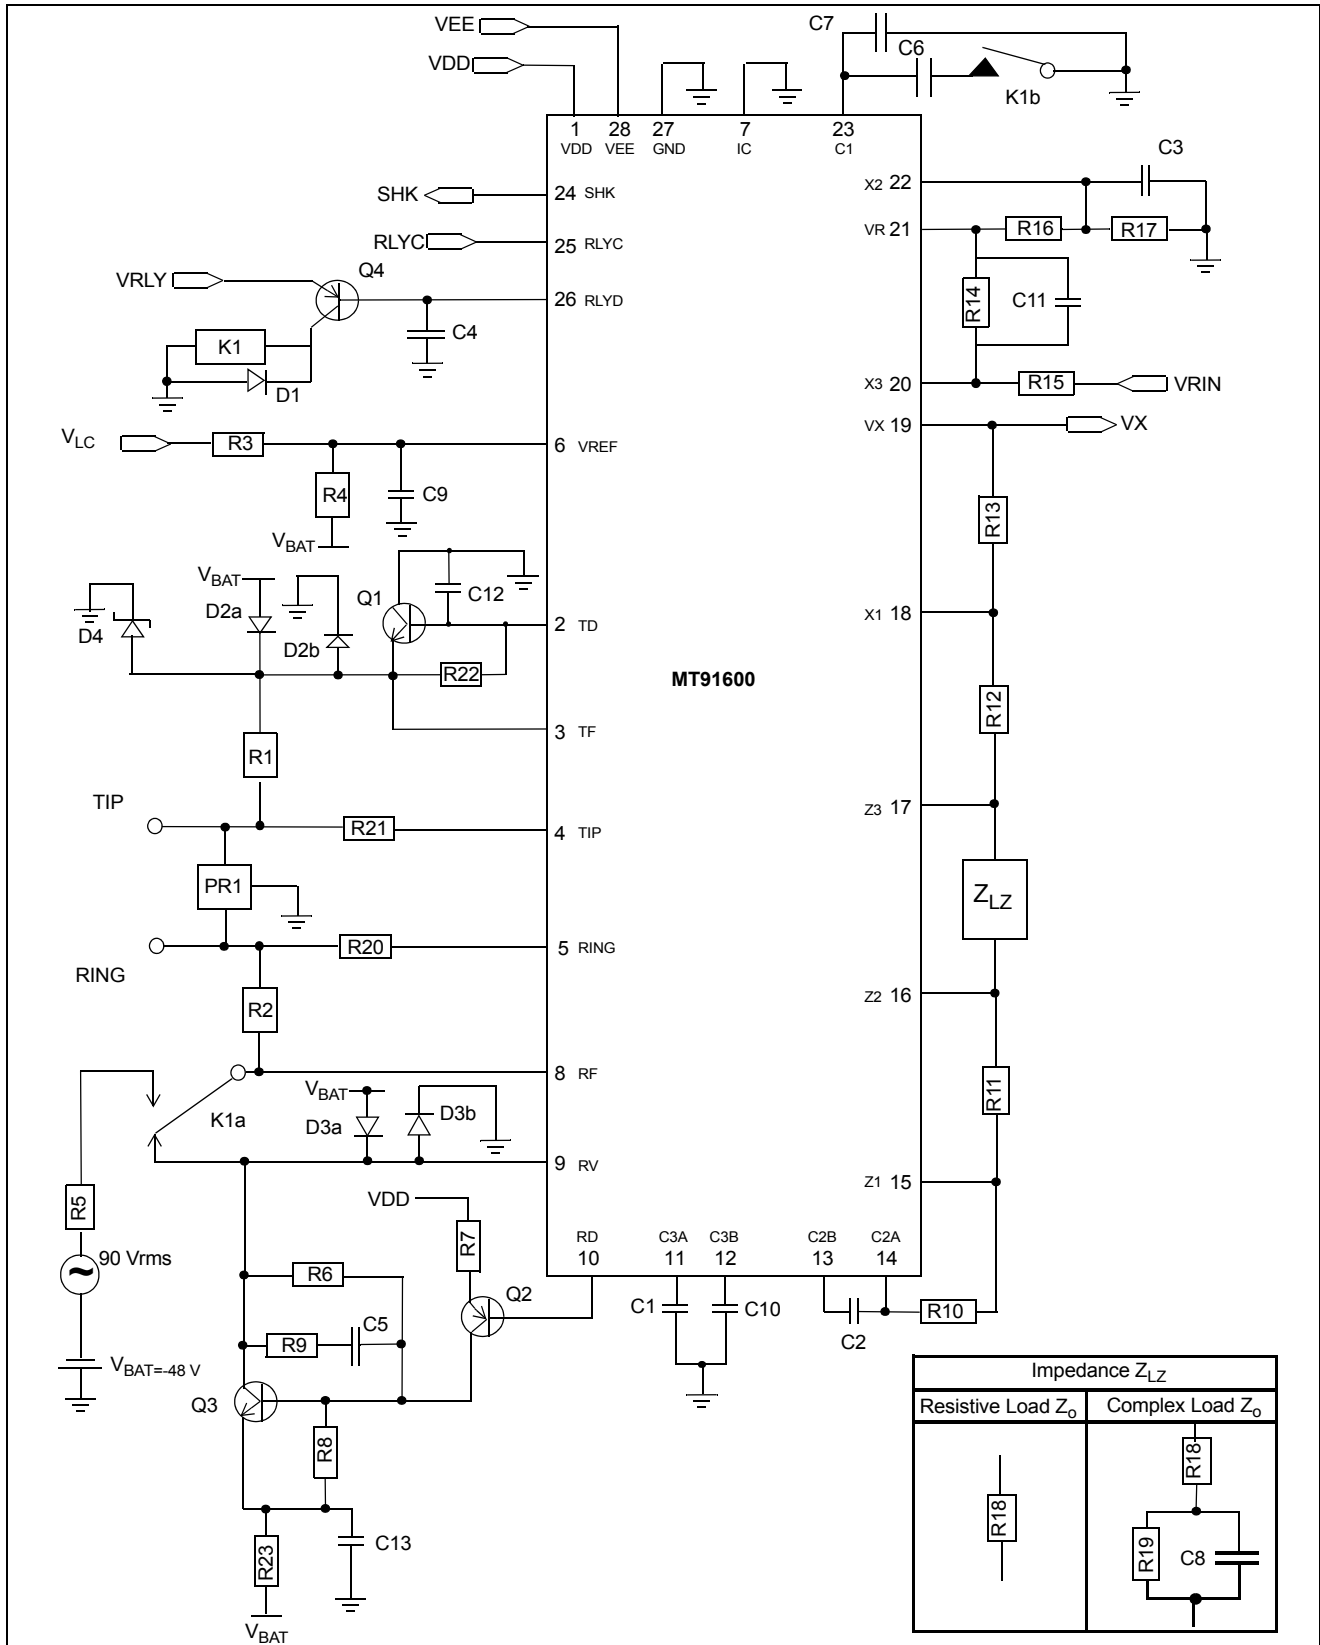 VEE
VDD
C7
C6
K1b
1
VDD
28
VEE
27
GND
7
IC
23
C1
SHK
24 SHK
RLYC
25 RLYC
VRLY
Q4
26 RLYD
C4
K1
D1
X2 22
C3
VR 21
R16
R17
R14
C11
X3 20
R15
VRIN
VLC
R3
6 VREF
VX 19
VX
R4
C9
VBAT
R13
VBAT
D2a
D4
D2b
Q1
C12
2 TD
R22
X1 18
MT91600
R12
3 TF
R1
TIP
R21
4 TIP
Z3 17
PR1
ZLZ
RING
R20
5 RING
R2
Z2 16
8 RF
R11
K1a
VBAT
D3a
D3b
9 RV
Z1 15
R5
VDD
R7
RD
10
C3A
11
C3B
12
C2B
13
C2A
14
90 Vrms
R6
Q2
C1
C10
C2
R10
R9
C5
VBAT=-48 V
Q3
R8
R23
C13
VBAT
Impedance ZLZ
Resistive Load Zo
Complex Load Zo
R18
R18
R19
C8